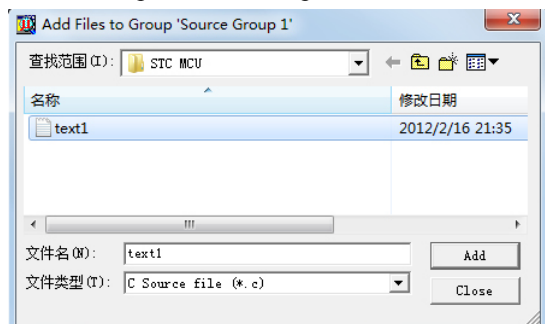 Add Files to Group 'Source Group 1'
查找范围(I): STC MCU
名称 修改日期
text1 2012/2/16 21:35
文件名(N): text1 Add
文件类型(T): C Source file (*.c) Close